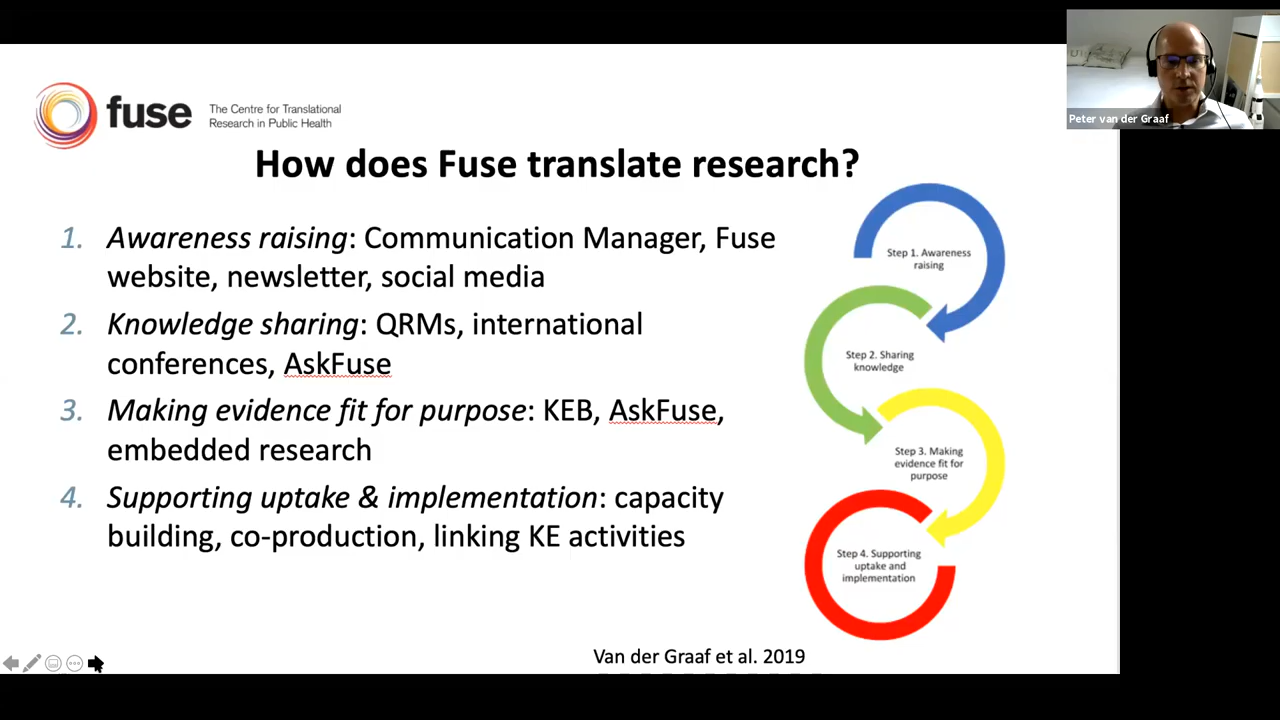 fuse
The Centre for Translational
Research in Public Health
Peter van der Graaf
How does Fuse translate research?
1. Awareness raising: Communication Manager, Fuse
website, newsletter, social media
2. Knowledge sharing: QRMs, international
conferences, AskFuse
3. Making evidence fit for purpose: KEB, AskFuse,
embedded research
4. Supporting uptake & implementation: capacity
building, co-production, linking KE activities
Step 1. Awareness
raising
Step 2. Sharing
knowledge
Step 3. Making
evidence fit for
purpose
Step 4. Supporting
uptake and
implementation
Van der Graaf et al. 2019